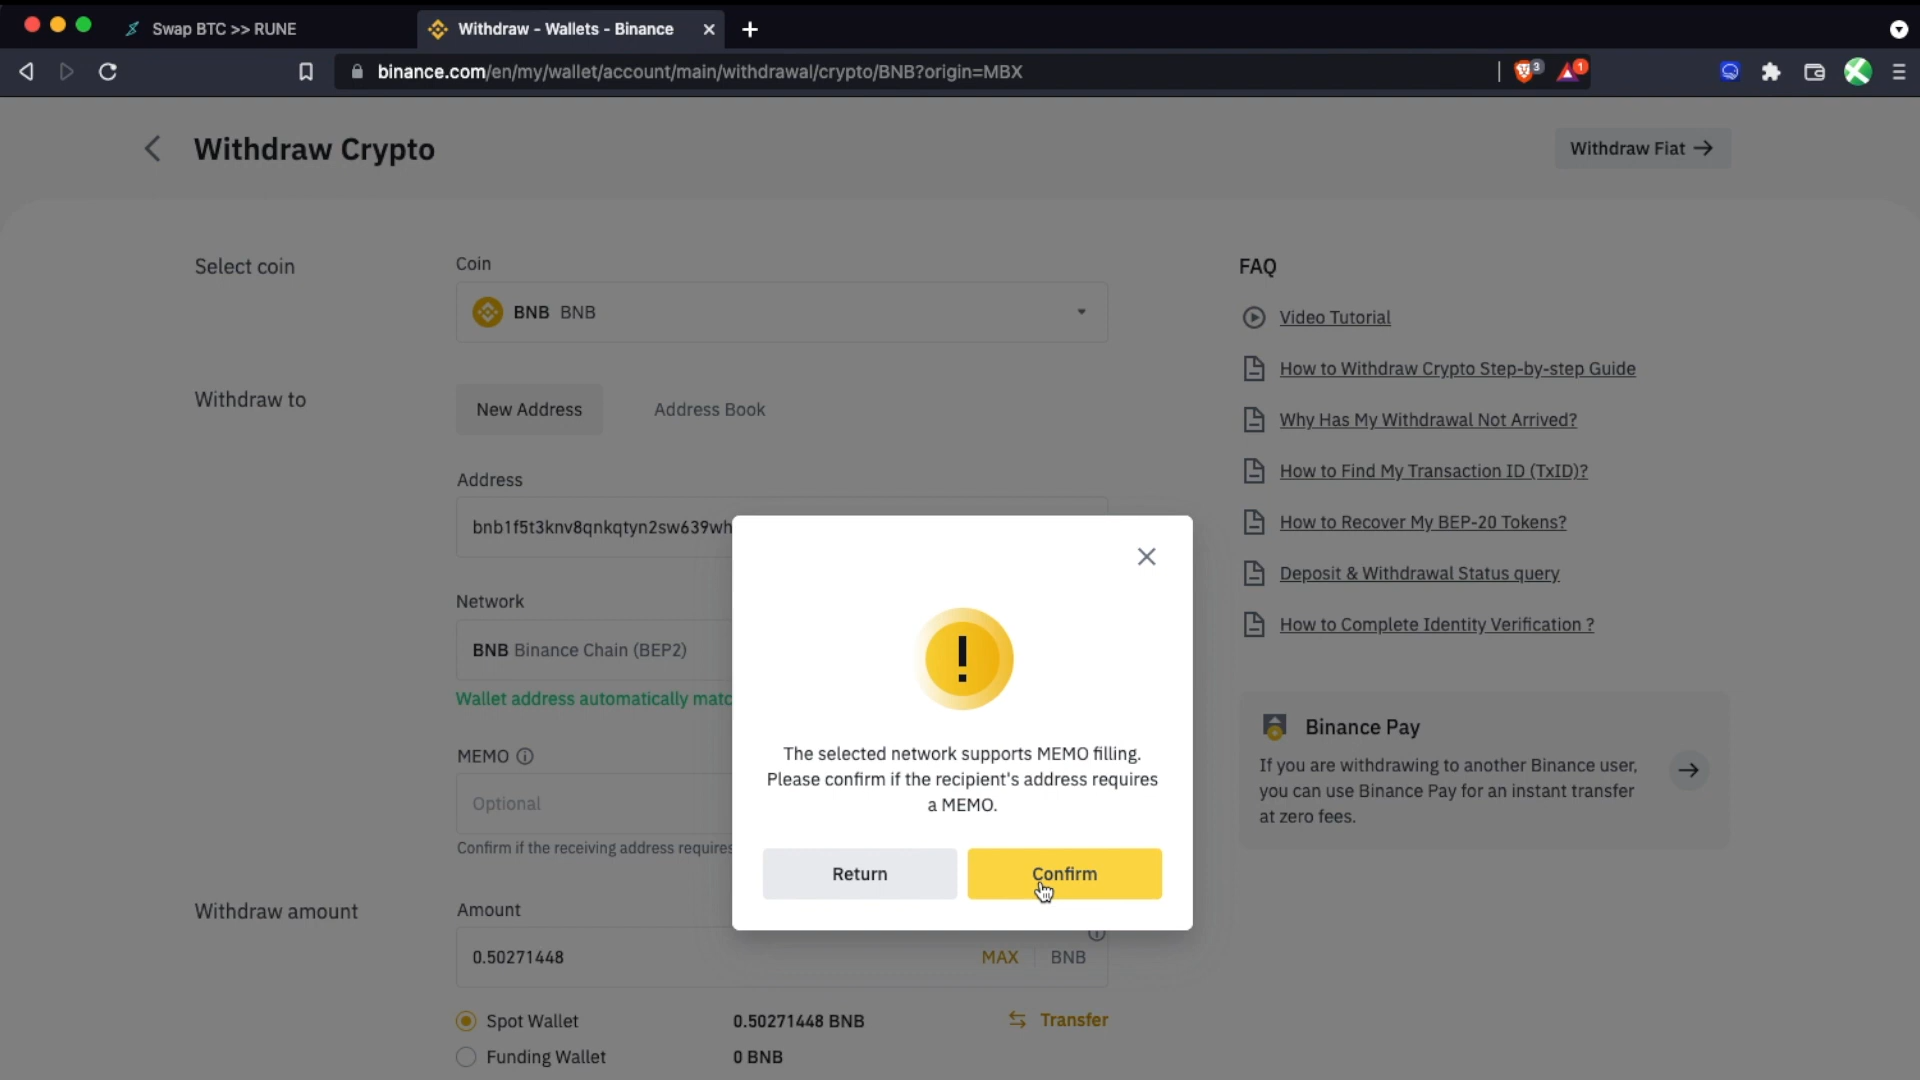 Swap BTC >> RUNE
Withdraw - Wallets - Binance
binance.com/en/my/wallet/account/main/withdrawal/crypto/BNB?origin=MBX
3
1
Withdraw Crypto
Withdraw Fiat →
Select coin
Coin
BNB BNB
Withdraw to
New Address
Address Book
Address
bnb1f5t3knv8qnkqtyn2sw639wh
Network
BNB Binance Chain (BEP2)
Wallet address automatically matc
MEMO
Optional
Confirm if the receiving address requires
Withdraw amount
Amount
0.50271448
MAX
BNB
Spot Wallet
0.50271448 BNB
Transfer
Funding Wallet
0 BNB
!
The selected network supports MEMO filling.
Please confirm if the recipient's address requires
a MEMO.
Return
Confirm
FAQ
Video Tutorial
How to Withdraw Crypto Step-by-step Guide
Why Has My Withdrawal Not Arrived?
How to Find My Transaction ID (TxID)?
How to Recover My BEP-20 Tokens?
Deposit & Withdrawal Status query
How to Complete Identity Verification ?
Binance Pay
If you are withdrawing to another Binance user,
you can use Binance Pay for an instant transfer
at zero fees.